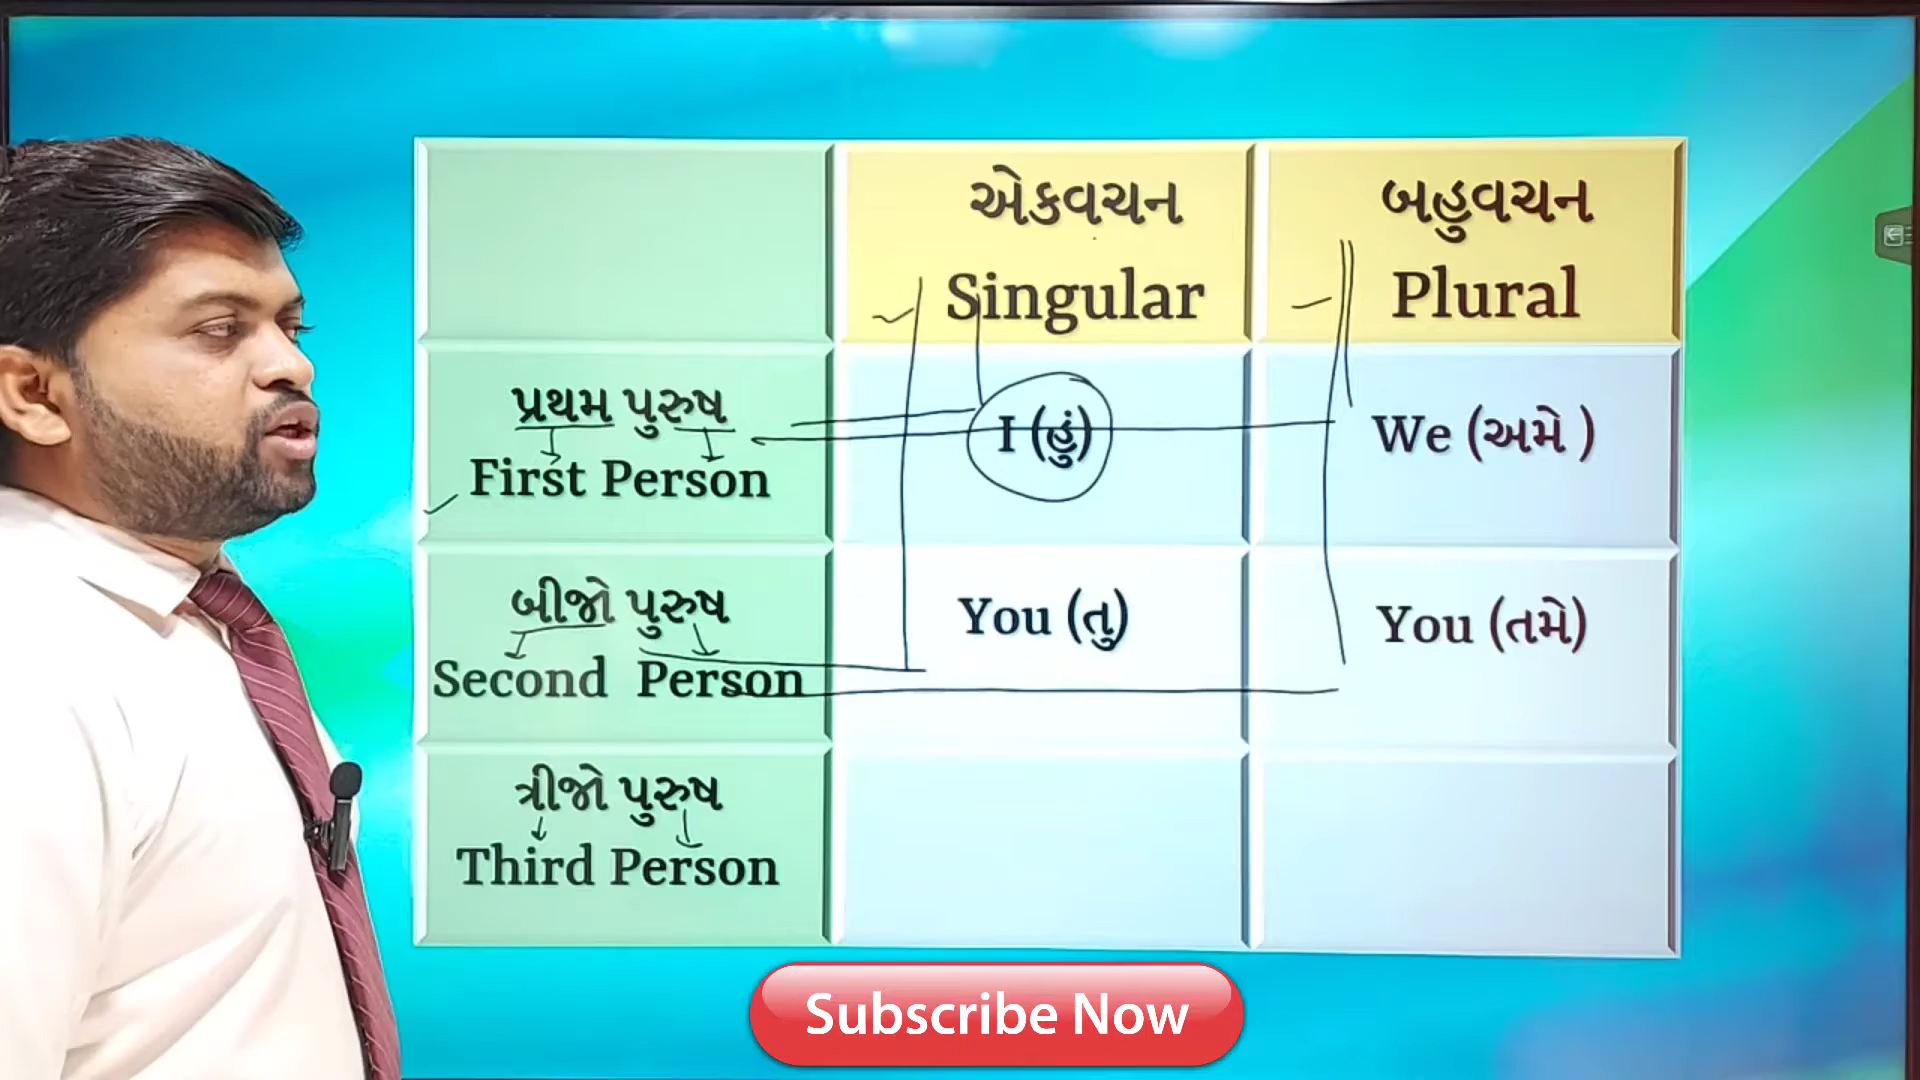 એકવચન
બહુવચન
Singular
Plural
પ્રથમ પુરુષ
First Person
I (હું)
We (અમે )
બીજો પુરુષ
Second Person
You (તુ)
You (તમે)
ત્રીજો પુરુષ
Third Person
Subscribe Now